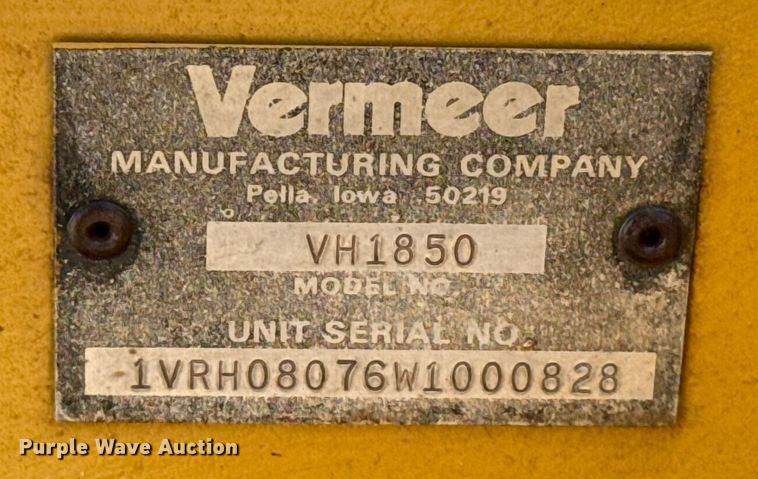 Vermeer
MANUFACTURING COMPANY
Pella, Iowa 50219
VH1850
MODEL NO.
UNIT SERIAL NO.
1VRH08076W1000828
Purple Wave Auction